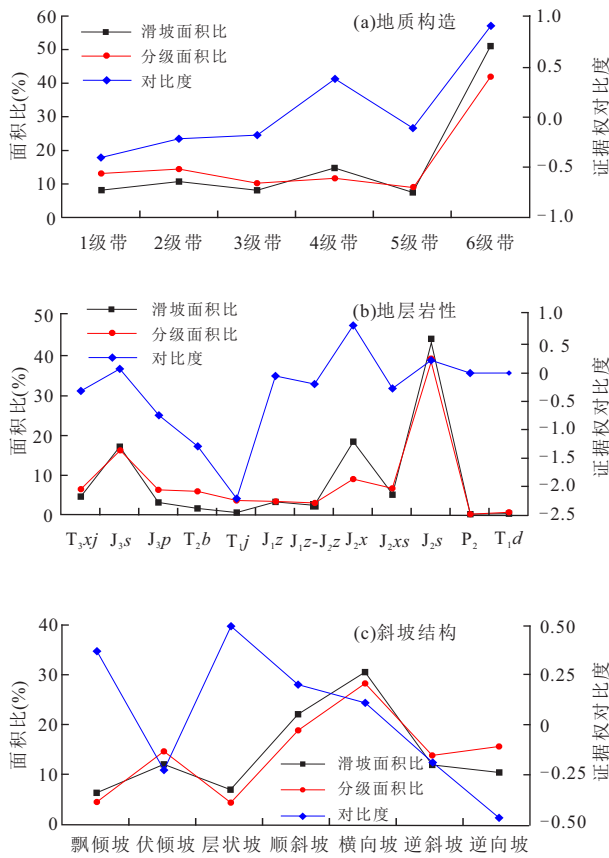 (a)地质构造
滑坡面积比
分级面积比
对比度
面积比(%)
60
50
40
30
20
10
0
1.0
0.5
0.0
−0.5
−1.0
证据权对比度
1级带 2级带 3级带 4级带 5级带 6级带
(b)地层岩性
滑坡面积比
分级面积比
对比度
面积比(%)
50
40
30
20
10
0
1.0
0.5
0
−0.5
−1.0
−1.5
−2.0
−2.5
证据权对比度
T₃xj J₃s J₃p T₂b T₁j J₁z J₁z-J₂z J₂x J₂xs J₂s P₂ T₁d
(c)斜坡结构
面积比(%)
40
30
20
10
0
0.50
0.25
0
−0.25
−0.50
证据权对比度
滑坡面积比
分级面积比
对比度
飘倾坡 伏倾坡 层状坡 顺斜坡 横向坡 逆斜坡 逆向坡